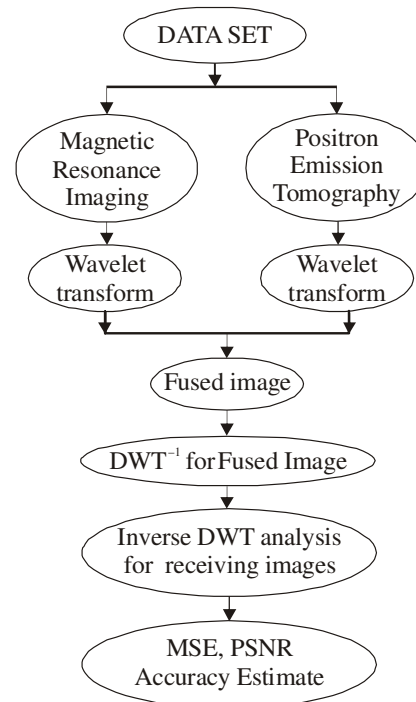 DATA SET
Magnetic
Resonance
Imaging
Positron
Emission
Tomography
Wavelet
transform
Wavelet
transform
Fused image
DWT⁻¹ for Fused Image
Inverse DWT analysis
for receiving images
MSE, PSNR
Accuracy Estimate